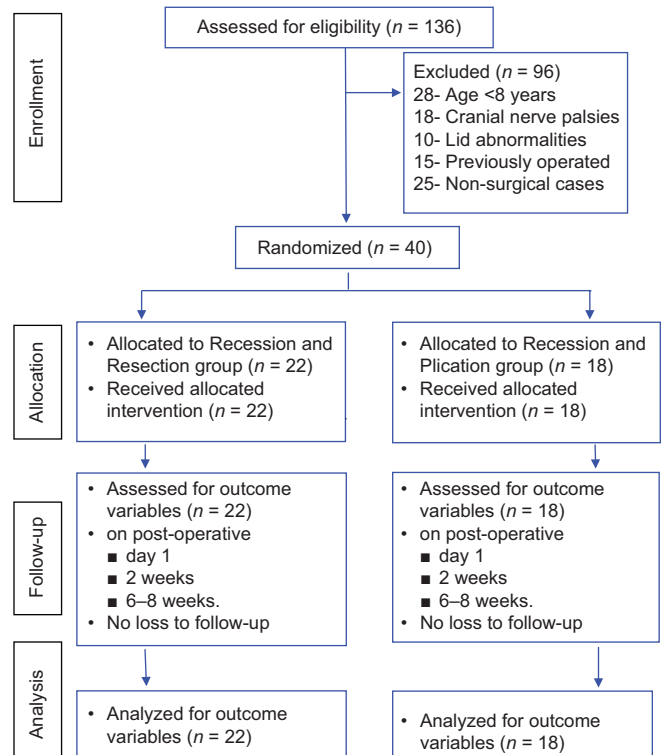 Enrollment
Assessed for eligibility (n = 136)
Excluded (n = 96)
28- Age <8 years
18- Cranial nerve palsies
10- Lid abnormalities
15- Previously operated
25- Non-surgical cases
Randomized (n = 40)
Allocation
• Allocated to Recession and
Resection group (n = 22)
• Received allocated
intervention (n = 22)
• Allocated to Recession and
Plication group (n = 18)
• Received allocated
intervention (n = 18)
Follow-up
• Assessed for outcome
variables (n = 22)
• on post-operative
■ day 1
■ 2 weeks
■ 6–8 weeks.
• No loss to follow-up
• Assessed for outcome
variables (n = 18)
• on post-operative
■ day 1
■ 2 weeks
■ 6–8 weeks.
• No loss to follow-up
Analysis
• Analyzed for outcome
variables (n = 22)
• Analyzed for outcome
variables (n = 18)